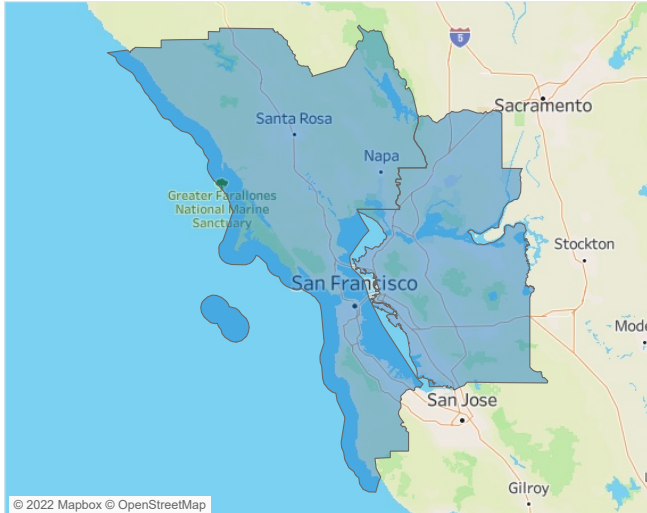 5
Sacramento
Santa Rosa
Napa
Greater Farallones
National Marine
Sanctuary
Stockton
San Francisco
Mode
San Jose
Gilroy
© 2022 Mapbox © OpenStreetMap